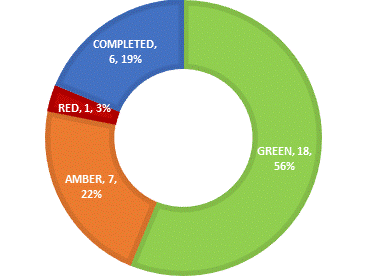 COMPLETED,
6, 19%
RED, 1, 3%
GREEN, 18,
56%
AMBER, 7,
22%